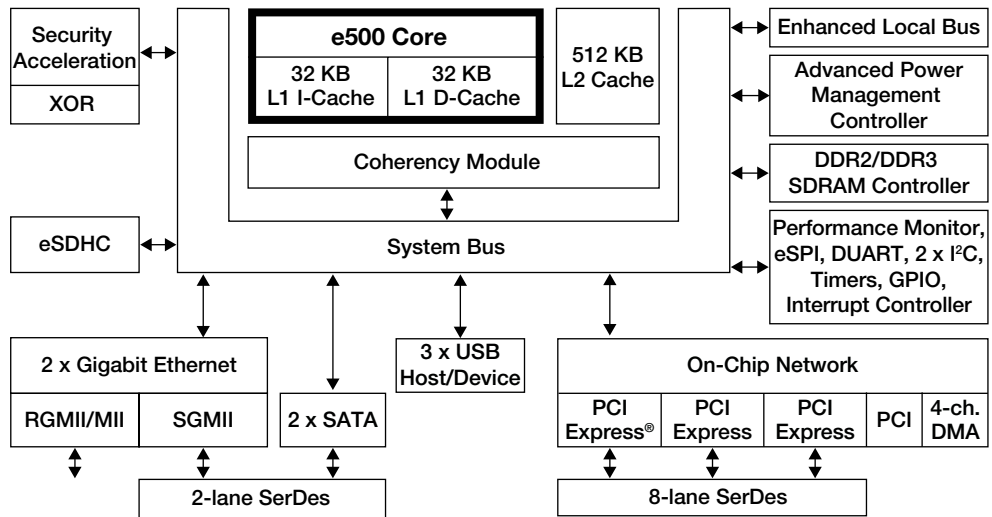 Security
Acceleration
XOR
e500 Core
32 KB
L1 I-Cache
32 KB
L1 D-Cache
512 KB
L2 Cache
Enhanced Local Bus
Advanced Power
Management
Controller
Coherency Module
DDR2/DDR3
SDRAM Controller
eSDHC
System Bus
Performance Monitor,
eSPI, DUART, 2 x I²C,
Timers, GPIO,
Interrupt Controller
2 x Gigabit Ethernet
RGMII/MII
SGMII
2 x SATA
3 x USB
Host/Device
On-Chip Network
PCI
Express®
PCI
Express
PCI
Express
PCI
4-ch.
DMA
2-lane SerDes
8-lane SerDes